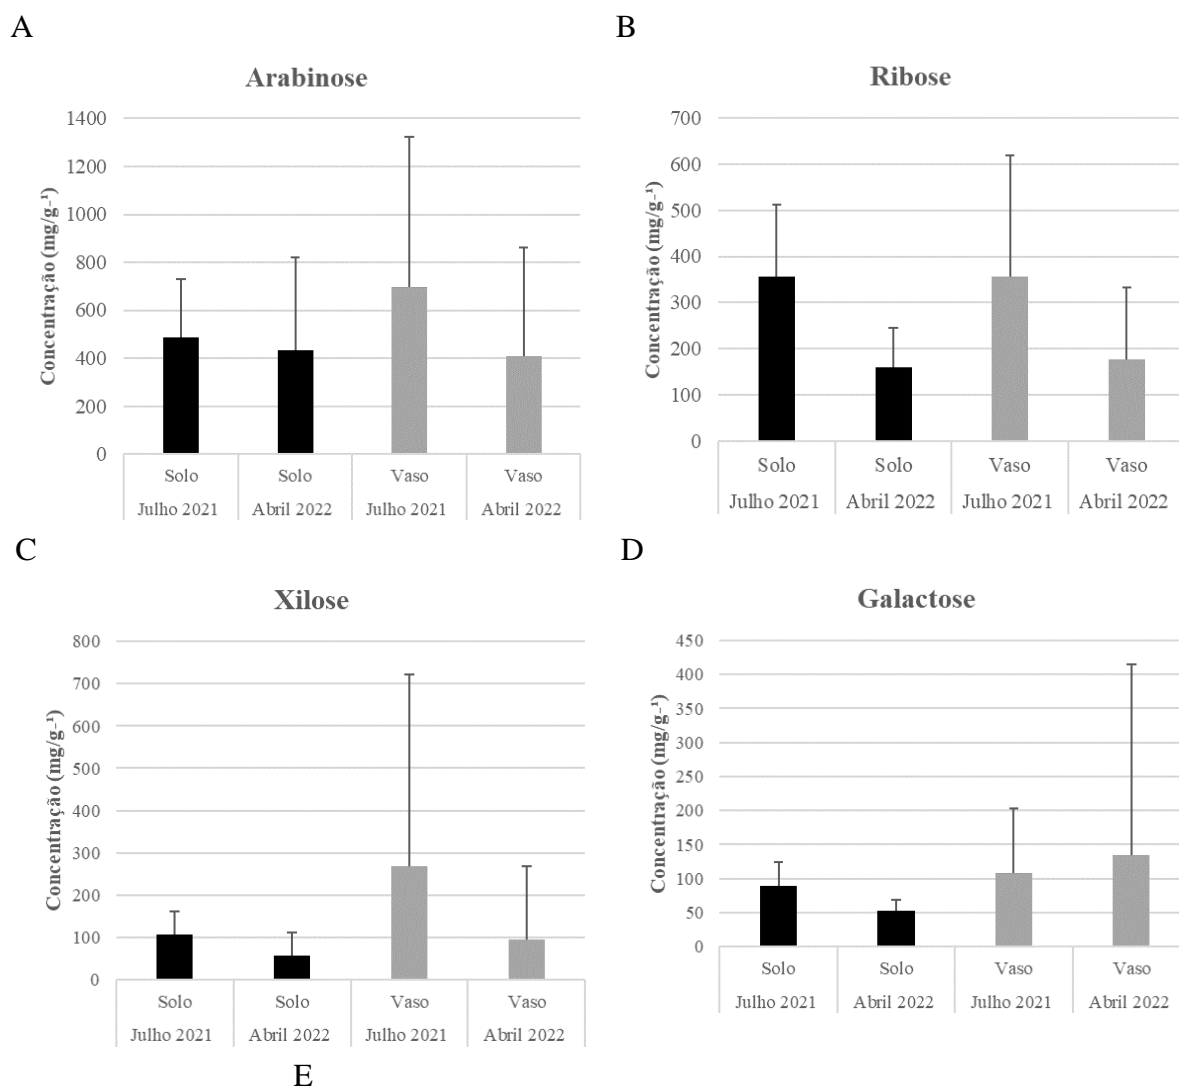 A
Arabinose
Concentração (mg/g-¹)
1400
1200
1000
800
600
400
200
0
Solo Solo Vaso Vaso
Julho 2021 Abril 2022 Julho 2021 Abril 2022
B
Ribose
Concentração (mg/g-¹)
700
600
500
400
300
200
100
0
Solo Solo Vaso Vaso
Julho 2021 Abril 2022 Julho 2021 Abril 2022
C
Xilose
Concentração (mg/g-¹)
800
700
600
500
400
300
200
100
0
Solo Solo Vaso Vaso
Julho 2021 Abril 2022 Julho 2021 Abril 2022
D
Galactose
Concentração (mg/g-¹)
450
400
350
300
250
200
150
100
50
0
Solo Solo Vaso Vaso
Julho 2021 Abril 2022 Julho 2021 Abril 2022
E